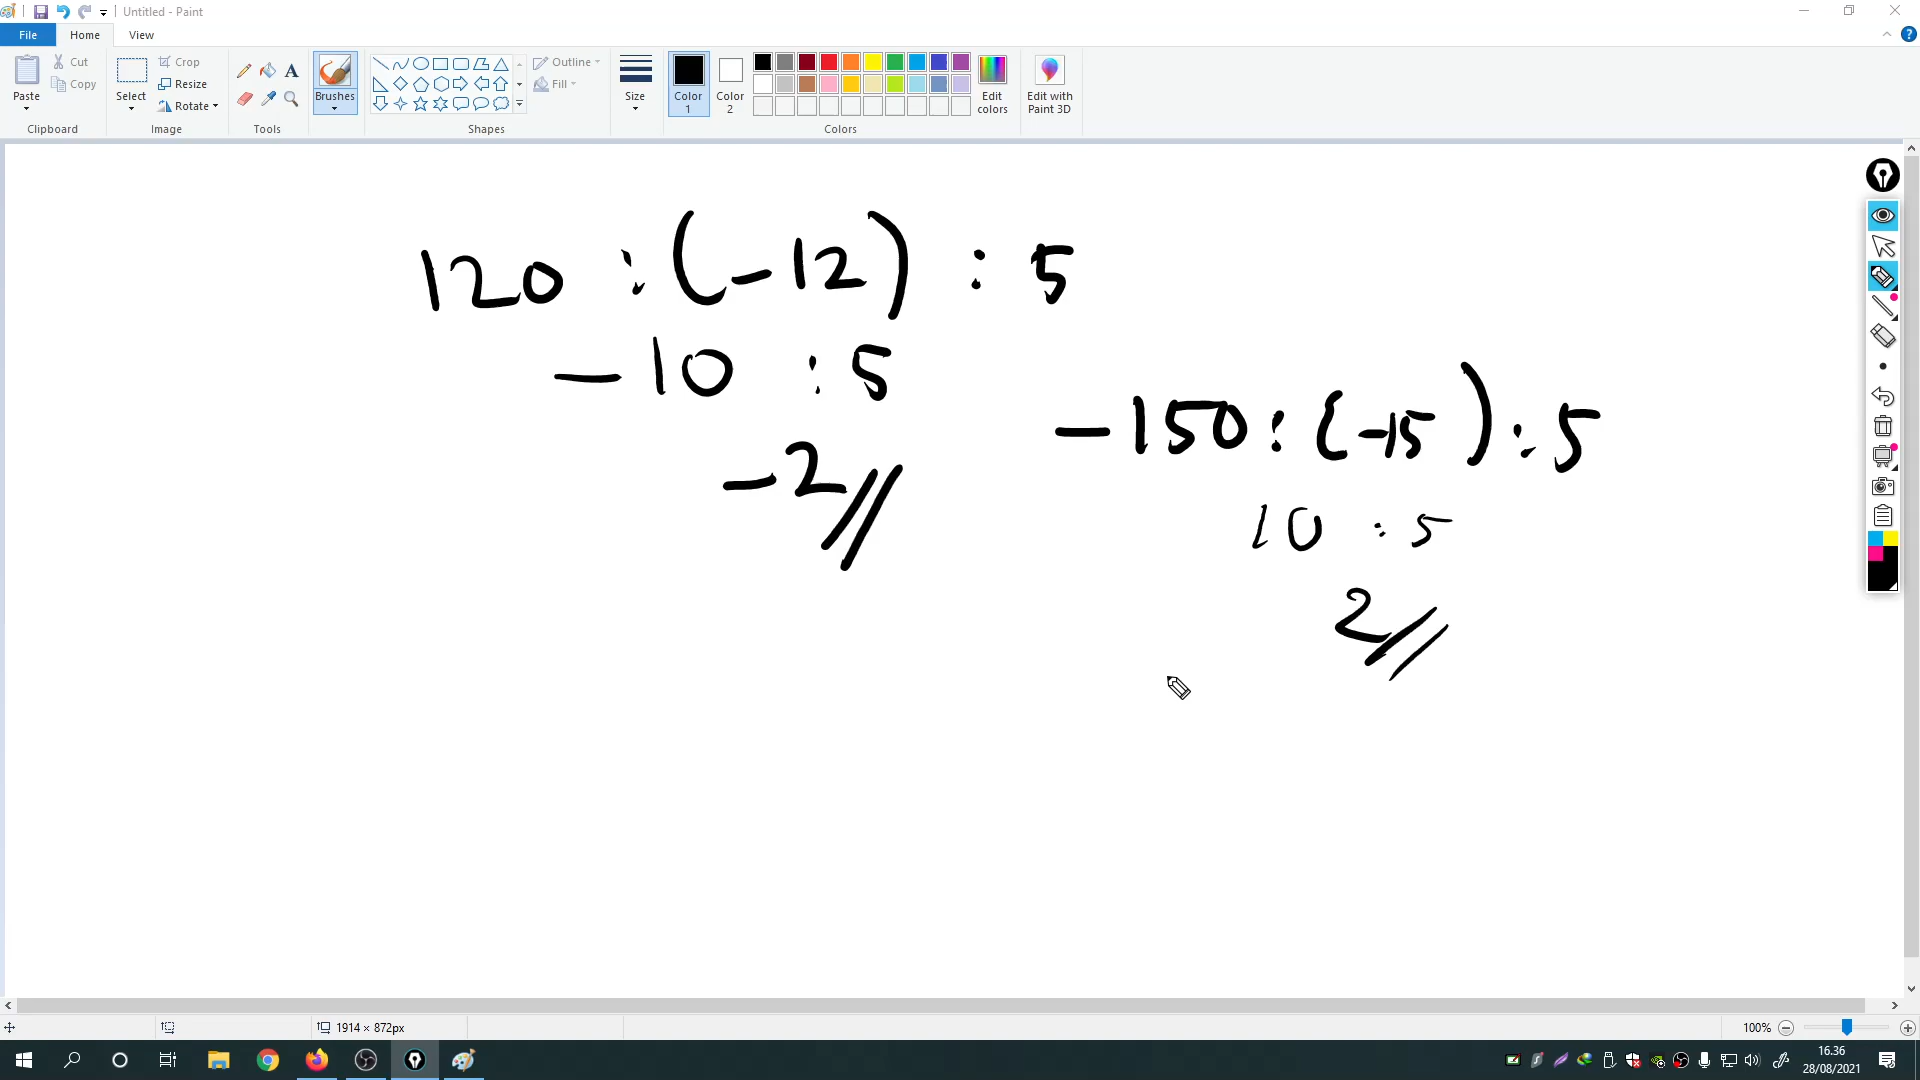 Untitled - Paint
File Home View
Paste Cut Copy
Clipboard
Select Crop Resize Rotate
Image
Tools
Brushes
Outline Fill
Shapes
Size
Color 1 Color 2
Edit colors
Colors
Edit with Paint 3D
120 : (-12) : 5
-10 : 5
-2
-150 : (-15) : 5
10 : 5
2
1914 × 872px
100%
16.36
28/08/2021